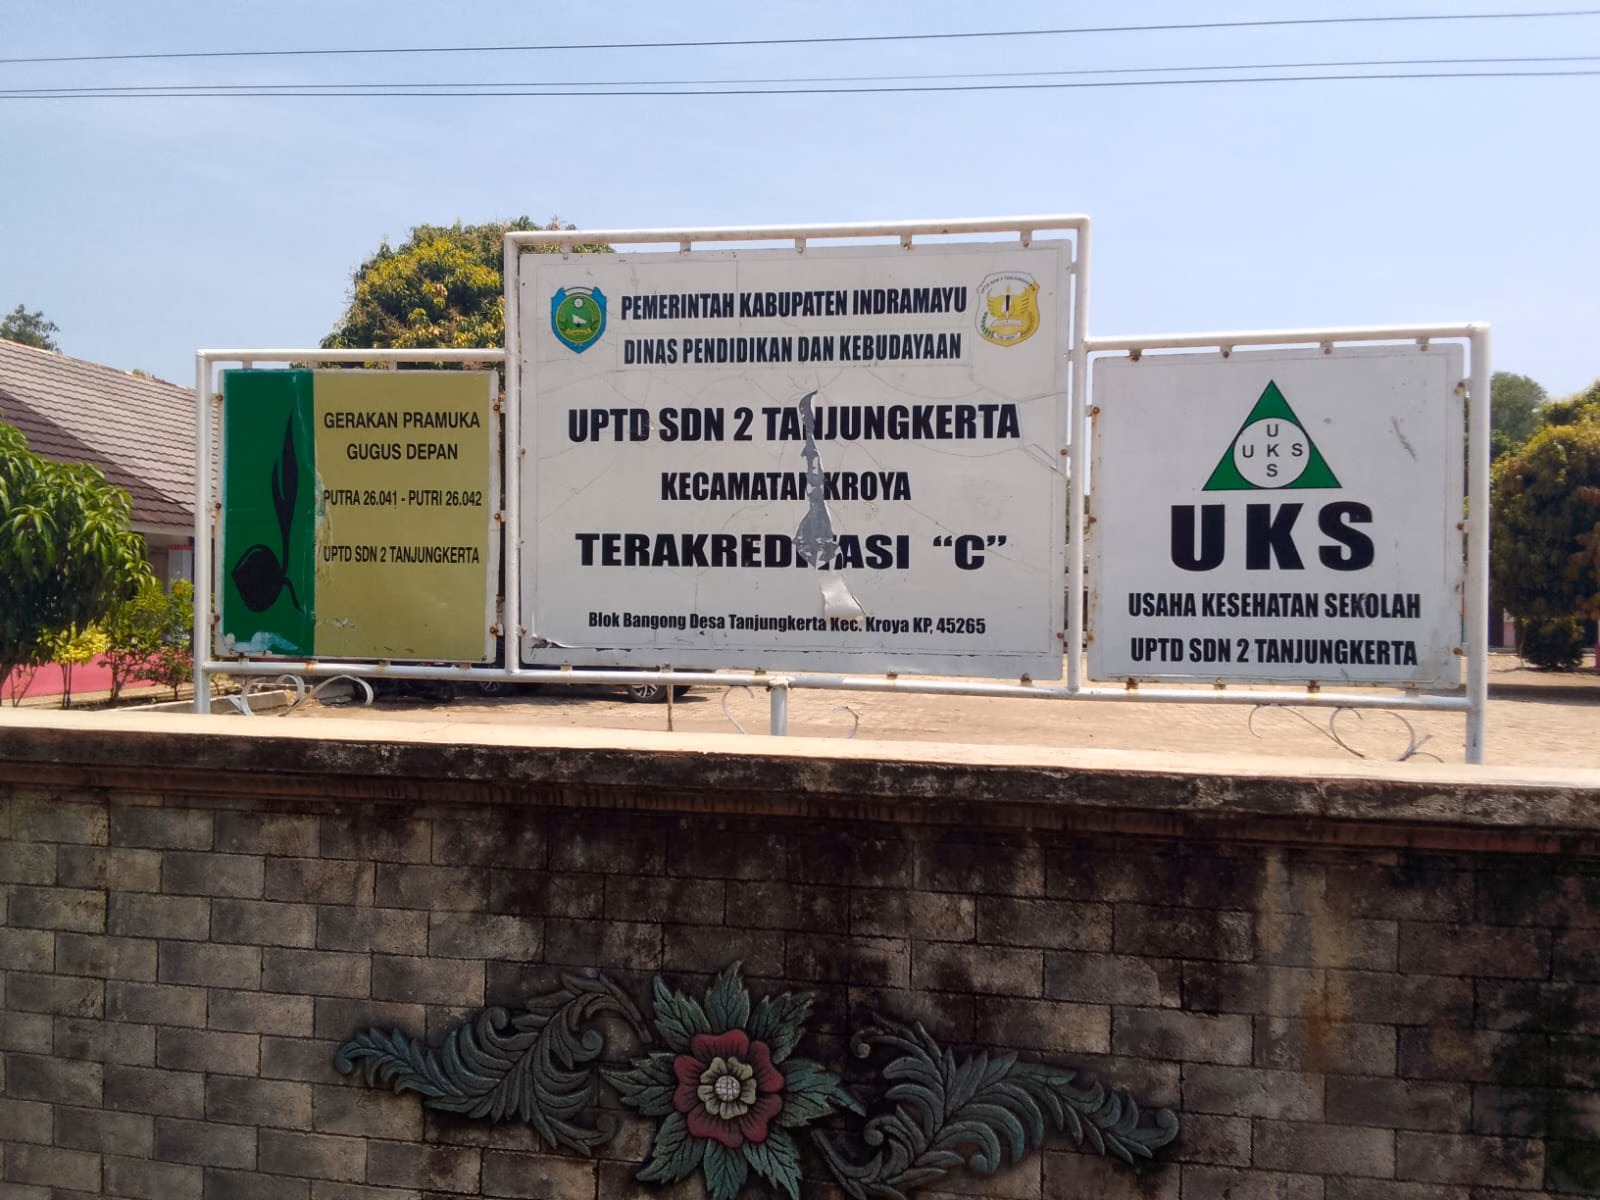 GERAKAN PRAMUKA
GUGUS DEPAN
PUTRA 26.041 - PUTRI 26.042
UPTD SDN 2 TANJUNGKERTA
PEMERINTAH KABUPATEN INDRAMAYU
DINAS PENDIDIKAN DAN KEBUDAYAAN
UPTD SDN 2 TANJUNGKERTA
KECAMATAN KROYA
TERAKREDITASI “C”
Blok Bangong Desa Tanjungkerta Kec. Kroya KP, 45265
U
U K S
S
UKS
USAHA KESEHATAN SEKOLAH
UPTD SDN 2 TANJUNGKERTA